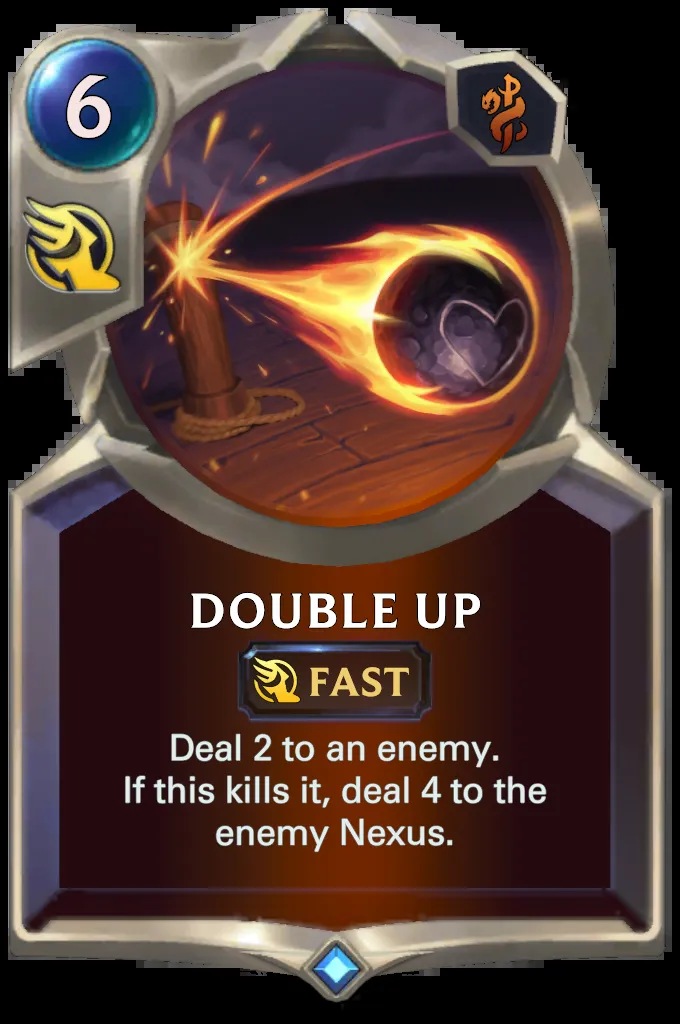 6
DOUBLE UP
FAST
Deal 2 to an enemy.
If this kills it, deal 4 to the
enemy Nexus.